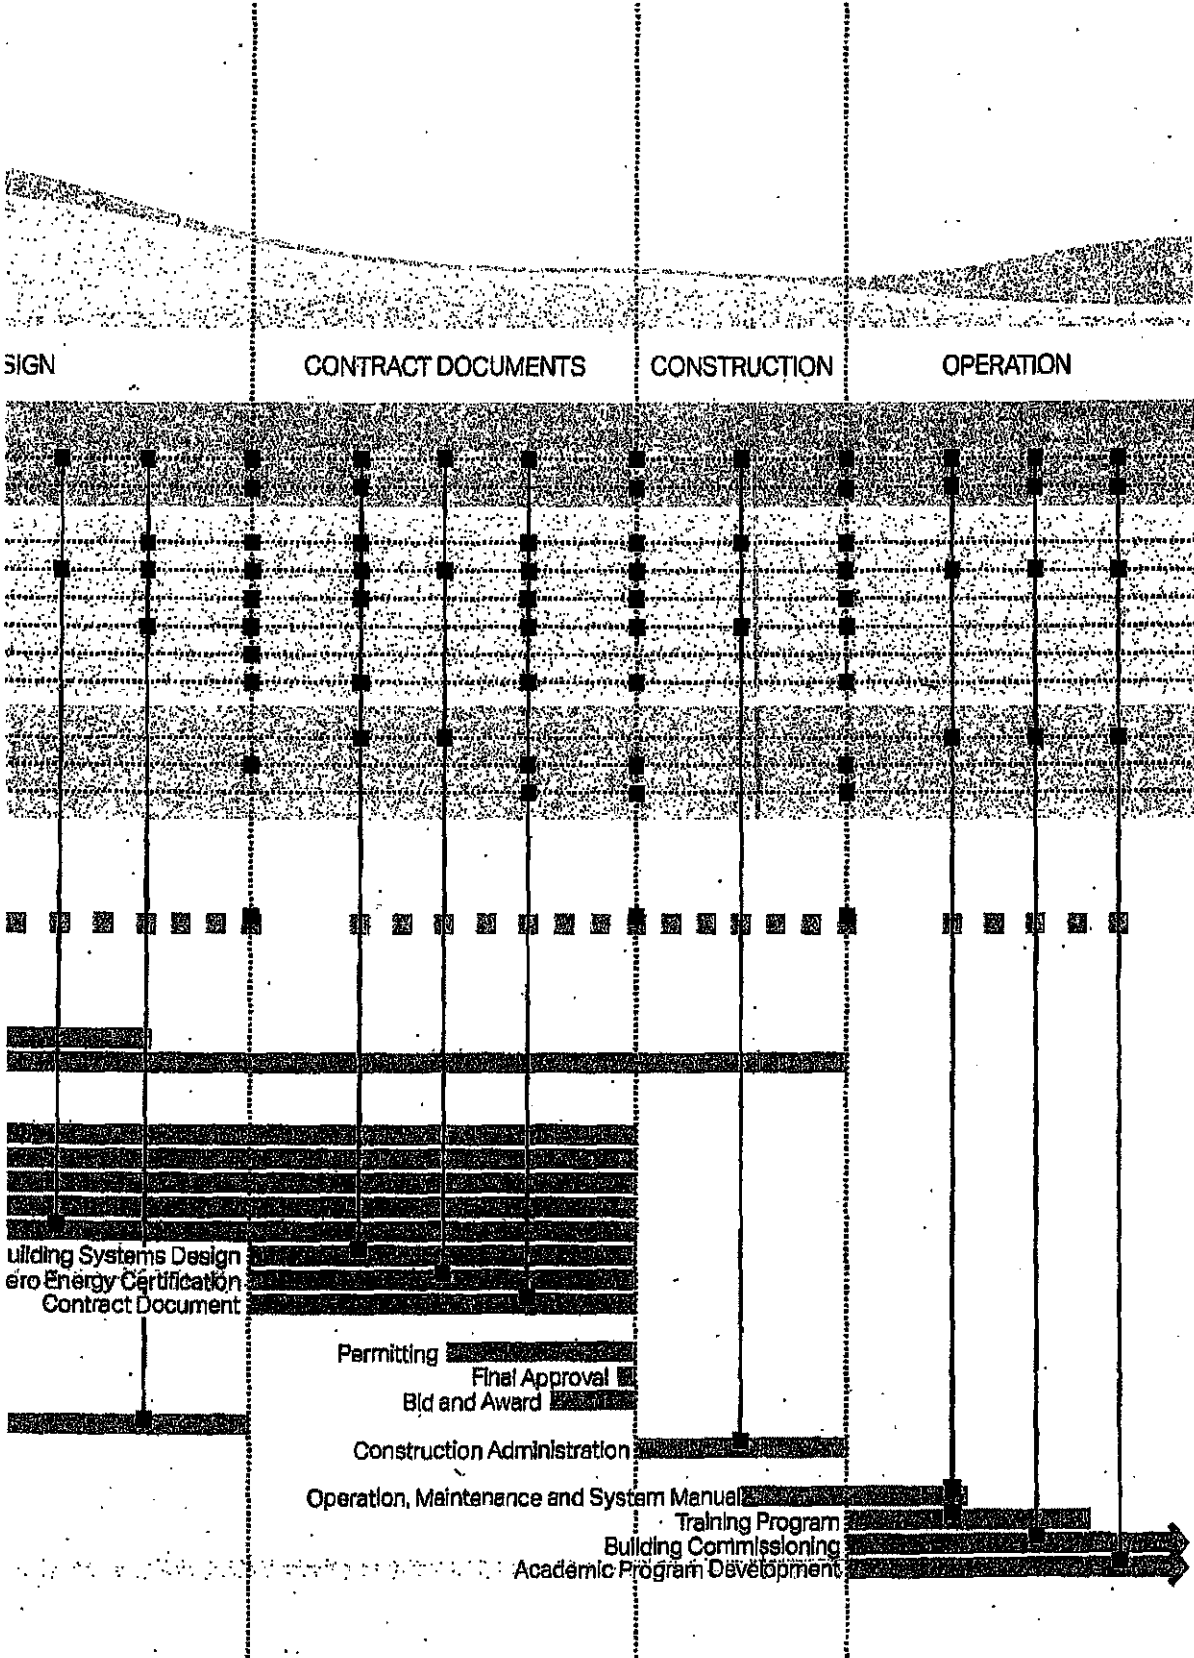 SIGN
CONTRACT DOCUMENTS
CONSTRUCTION
OPERATION
uilding Systems Design
ero Energy Certification
Contract Document
Permitting
Final Approval
Bid and Award
Construction Administration
Operation, Maintenance and System Manual
Training Program
Building Commissioning
Academic Program Development